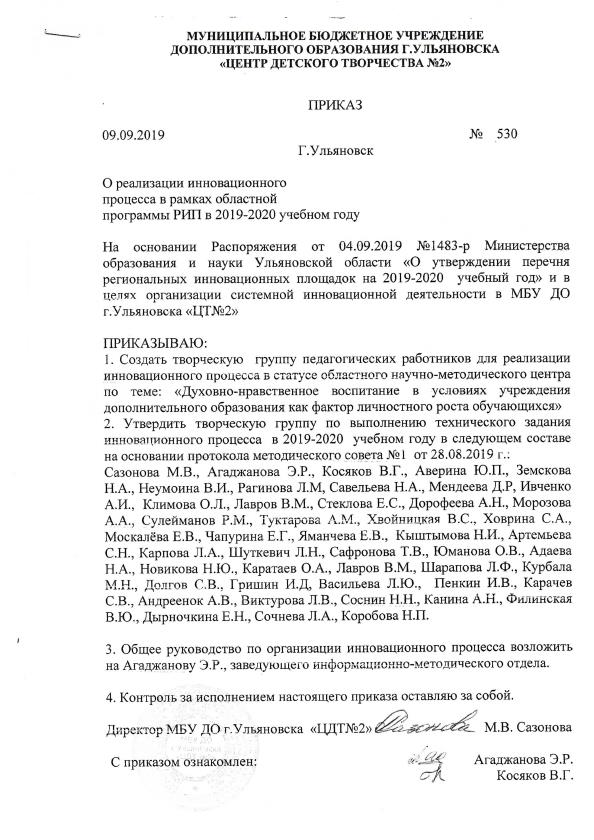 МУНИЦИПАЛЬНОЕ БЮДЖЕТНОЕ УЧРЕЖДЕНИЕ
ДОПОЛНИТЕЛЬНОГО ОБРАЗОВАНИЯ Г.УЛЬЯНОВСКА
«ЦЕНТР ДЕТСКОГО ТВОРЧЕСТВА №2»
ПРИКАЗ
09.09.2019 № 530
Г.Ульяновск
О реализации инновационного
процесса в рамках областной
программы РИП в 2019-2020 учебном году
На основании Распоряжения от 04.09.2019 №1483-р Министерства
образования и науки Ульяновской области «О утверждении перечня
региональных инновационных площадок на 2019-2020 учебный год» и в
целях организации системной инновационной деятельности в МБУ ДО
г.Ульяновска «ЦТ№2»
ПРИКАЗЫВАЮ:
1. Создать творческую группу педагогических работников для реализации
инновационного процесса в статусе областного научно-методического центра
по теме: «Духовно-нравственное воспитание в условиях учреждения
дополнительного образования как фактор личностного роста обучающихся»
2. Утвердить творческую группу по выполнению технического задания
инновационного процесса в 2019-2020 учебном году в следующем составе
на основании протокола методического совета №1 от 28.08.2019 г.:
Сазонова М.В., Агаджанова Э.Р., Косяков В.Г., Аверина Ю.П., Земскова
Н.А., Неумоина В.И., Рагинова Л.М, Савельева Н.А., Мендеева Д.Р, Ивченко
А.И., Климова О.Л., Лавров В.М., Стеклова Е.С., Дорофеева А.Н., Морозова
А.А., Сулейманов Р.М., Туктарова А.М., Хвойницкая В.С., Ховрина С.А.,
Москалёва Е.В., Чапурина Е.Г., Яманчева Е.В., Кыштымова Н.И., Артемьева
С.Н., Карпова Л.А., Шуткевич Л.Н., Сафронова Т.В., Юманова О.В., Адаева
Н.А., Новикова Н.Ю., Каратаев О.А., Лавров В.М., Шарапова Л.Ф., Курбала
М.Н., Долгов С.В., Гришин И.Д, Васильева Л.Ю., Пенкин И.В., Карачев
С.В., Андреенок А.В., Виктурова Л.В., Соснин Н.Н., Канина А.Н., Филинская
В.Ю., Дырночкина Е.Н., Сочнева Л.А., Коробова Н.П.
3. Общее руководство по организации инновационного процесса возложить
на Агаджанову Э.Р., заведующего информационно-методического отдела.
4. Контроль за исполнением настоящего приказа оставляю за собой.
Директор МБУ ДО г.Ульяновска «ЦДТ№2» Сазонова М.В. Сазонова
С приказом ознакомлен: Агаджанова Э.Р.
Косяков В.Г.